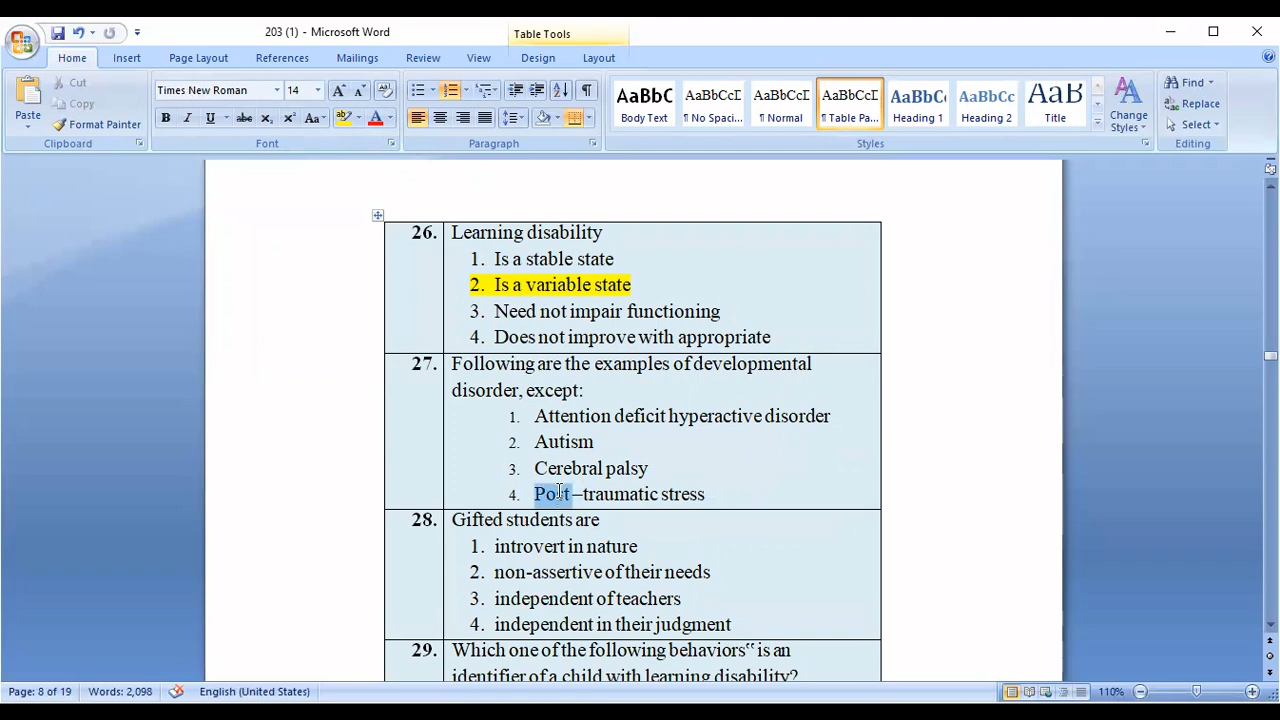 203 (1) - Microsoft Word
Table Tools
Home Insert Page Layout References Mailings Review View Design Layout
Paste
Cut
Copy
Format Painter
Clipboard
Times New Roman 14
Font
Paragraph
AaBbC AaBbCcI AaBbCcI AaBbCcI AaBbCc AaBbCc AaB
Body Text ¶ No Spaci... ¶ Normal ¶ Table Pa... Heading 1 Heading 2 Title
Change Styles
Styles
Find
Replace
Select
Editing
26. Learning disability
1. Is a stable state
2. Is a variable state
3. Need not impair functioning
4. Does not improve with appropriate
27. Following are the examples of developmental
disorder, except:
1. Attention deficit hyperactive disorder
2. Autism
3. Cerebral palsy
4. Post –traumatic stress
28. Gifted students are
1. introvert in nature
2. non-assertive of their needs
3. independent of teachers
4. independent in their judgment
29. Which one of the following behaviors‟ is an
identifier of a child with learning disability?
Page: 8 of 19 Words: 2,098 English (United States) 110%